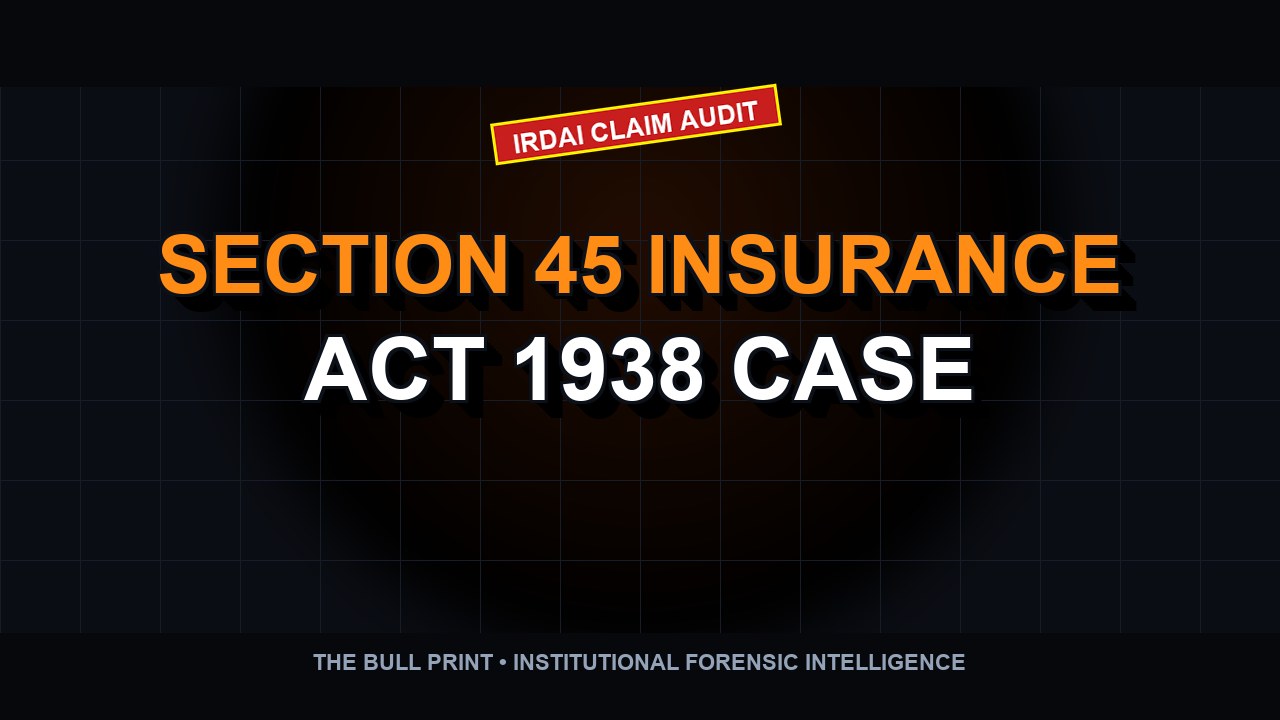 IRDAI CLAIM AUDIT
SECTION 45 INSURANCE
ACT 1938 CASE
THE BULL PRINT • INSTITUTIONAL FORENSIC INTELLIGENCE